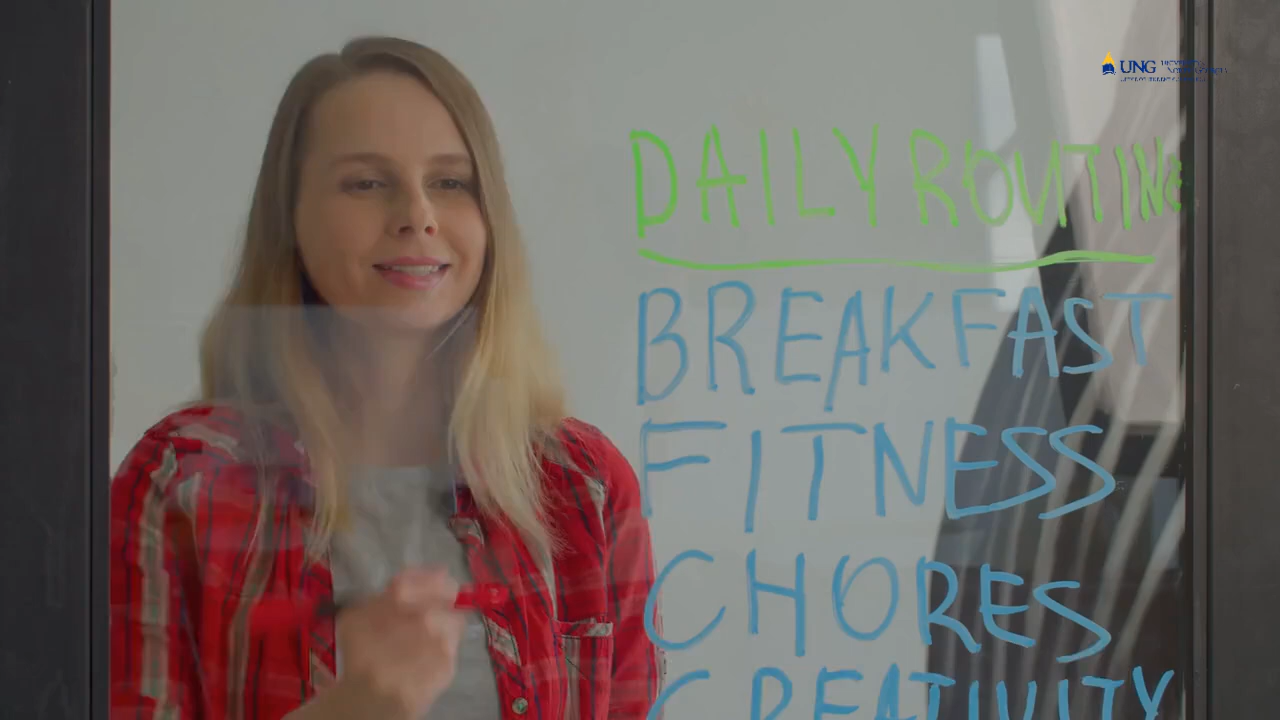 UNG
DAILY ROUTINE
BREAKFAST
FITNESS
CHORES
CREATIVITY